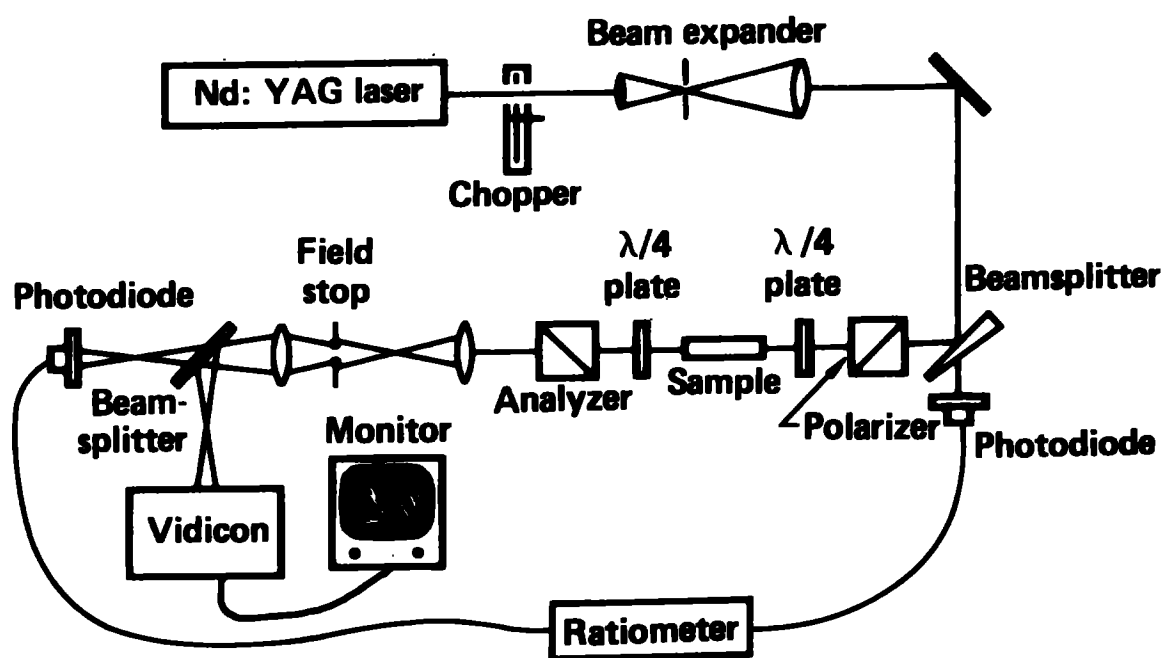 Beam expander
Nd: YAG laser
Chopper
λ/4
plate
λ/4
plate
Field
stop
Beamsplitter
Photodiode
Sample
Analyzer
Beam-
splitter
Polarizer
Monitor
Photodiode
Vidicon
Ratiometer